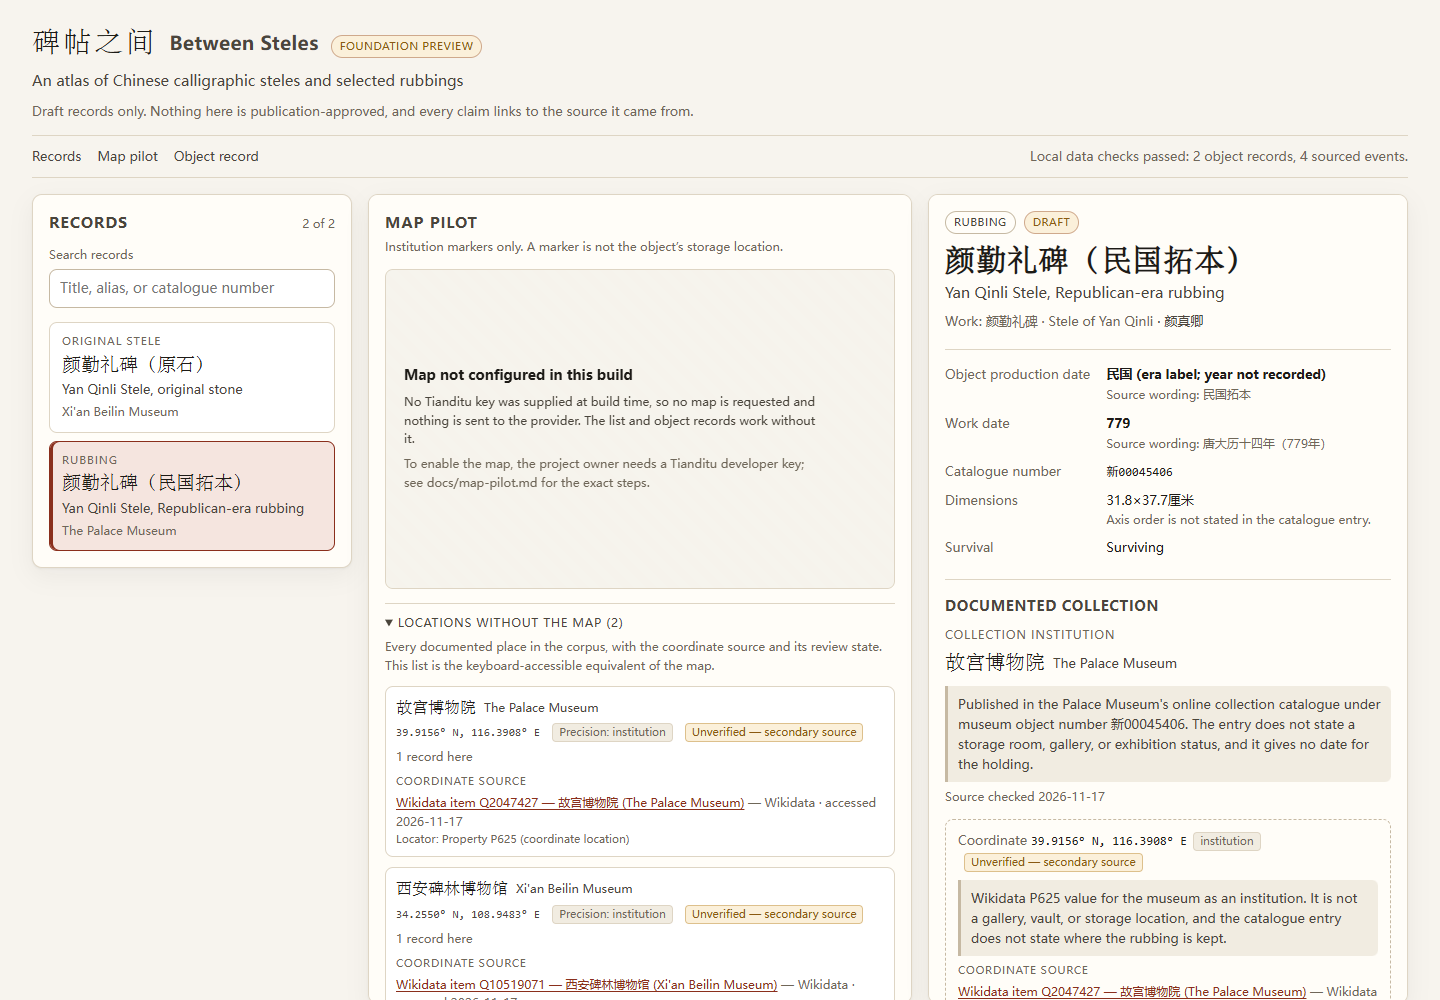 碑帖之间 Between Steles FOUNDATION PREVIEW
An atlas of Chinese calligraphic steles and selected rubbings
Draft records only. Nothing here is publication-approved, and every claim links to the source it came from.
Records Map pilot Object record
Local data checks passed: 2 object records, 4 sourced events.
RECORDS 2 of 2
Search records
Title, alias, or catalogue number
ORIGINAL STELE
颜勤礼碑（原石）
Yan Qinli Stele, original stone
Xi'an Beilin Museum
RUBBING
颜勤礼碑（民国拓本）
Yan Qinli Stele, Republican-era rubbing
The Palace Museum
MAP PILOT
Institution markers only. A marker is not the object's storage location.
Map not configured in this build
No Tianditu key was supplied at build time, so no map is requested and
nothing is sent to the provider. The list and object records work without
it.
To enable the map, the project owner needs a Tianditu developer key;
see docs/map-pilot.md for the exact steps.
▼ LOCATIONS WITHOUT THE MAP (2)
Every documented place in the corpus, with the coordinate source and its review state.
This list is the keyboard-accessible equivalent of the map.
故宫博物院 The Palace Museum
39.9156° N, 116.3908° E Precision: institution Unverified — secondary source
1 record here
COORDINATE SOURCE
Wikidata item Q2047427 — 故宫博物院 (The Palace Museum) — Wikidata · accessed
2026-11-17
Locator: Property P625 (coordinate location)
西安碑林博物馆 Xi'an Beilin Museum
34.2550° N, 108.9483° E Precision: institution Unverified — secondary source
1 record here
COORDINATE SOURCE
Wikidata item Q10519071 — 西安碑林博物馆 (Xi'an Beilin Museum) — Wikidata ·
RUBBING DRAFT
颜勤礼碑（民国拓本）
Yan Qinli Stele, Republican-era rubbing
Work: 颜勤礼碑 · Stele of Yan Qinli · 颜真卿
Object production date 民国 (era label; year not recorded)
Source wording: 民国拓本
Work date 779
Source wording: 唐大历十四年（779年）
Catalogue number 新00045406
Dimensions 31.8×37.7厘米
Axis order is not stated in the catalogue entry.
Survival Surviving
DOCUMENTED COLLECTION
COLLECTION INSTITUTION
故宫博物院 The Palace Museum
Published in the Palace Museum's online collection catalogue under
museum object number 新00045406. The entry does not state a
storage room, gallery, or exhibition status, and it gives no date for
the holding.
Source checked 2026-11-17
Coordinate 39.9156° N, 116.3908° E institution
Unverified — secondary source
Wikidata P625 value for the museum as an institution. It is not
a gallery, vault, or storage location, and the catalogue entry
does not state where the rubbing is kept.
COORDINATE SOURCE
Wikidata item Q2047427 — 故宫博物院 (The Palace Museum) — Wikidata